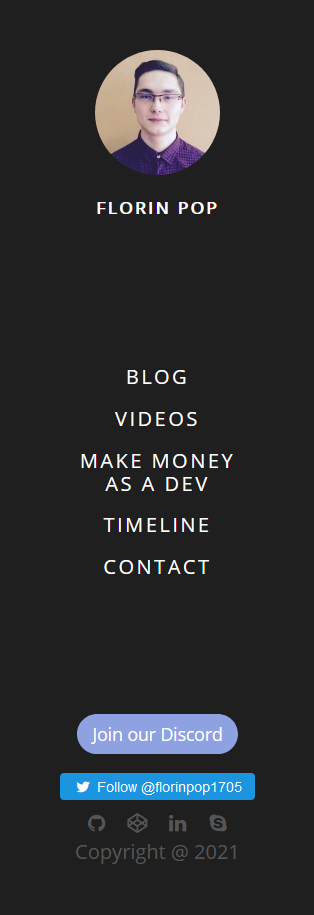 FLORIN POP
BLOG
VIDEOS
MAKE MONEY
AS A DEV
TIMELINE
CONTACT
Join our Discord
Follow @florinpop1705
Copyright @ 2021